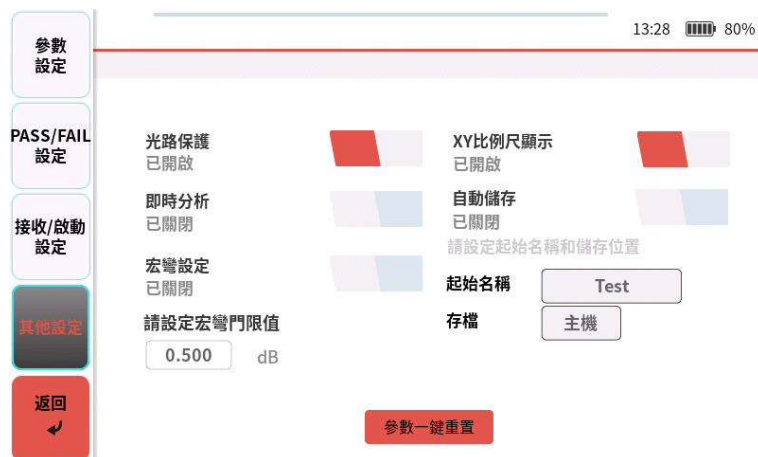 13:28 80%
參數
設定
PASS/FAIL
設定
接收/啟動
設定
其他設定
返回
光路保護
已開啟
即時分析
已關閉
宏彎設定
已關閉
請設定宏彎門限值
0.500 dB
XY比例尺顯示
已開啟
自動儲存
已關閉
請設定起始名稱和儲存位置
起始名稱 Test
存檔 主機
參數一鍵重置